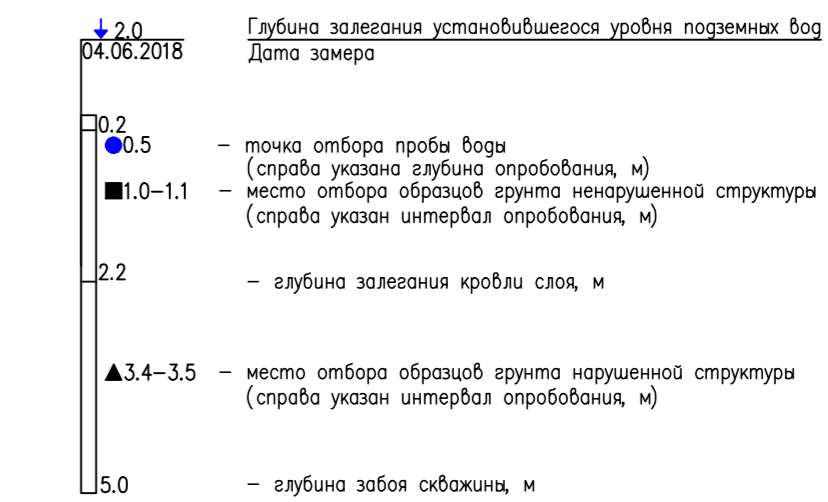 2.0 Глубина залегания установившегося уровня подземных вод
04.06.2018 Дата замера
0.2
0.5 – точка отбора пробы воды
(справа указана глубина опробования, м)
1.0–1.1 – место отбора образцов грунта ненарушенной структуры
(справа указан интервал опробования, м)
2.2 – глубина залегания кровли слоя, м
3.4–3.5 – место отбора образцов грунта нарушенной структуры
(справа указан интервал опробования, м)
5.0 – глубина забоя скважины, м